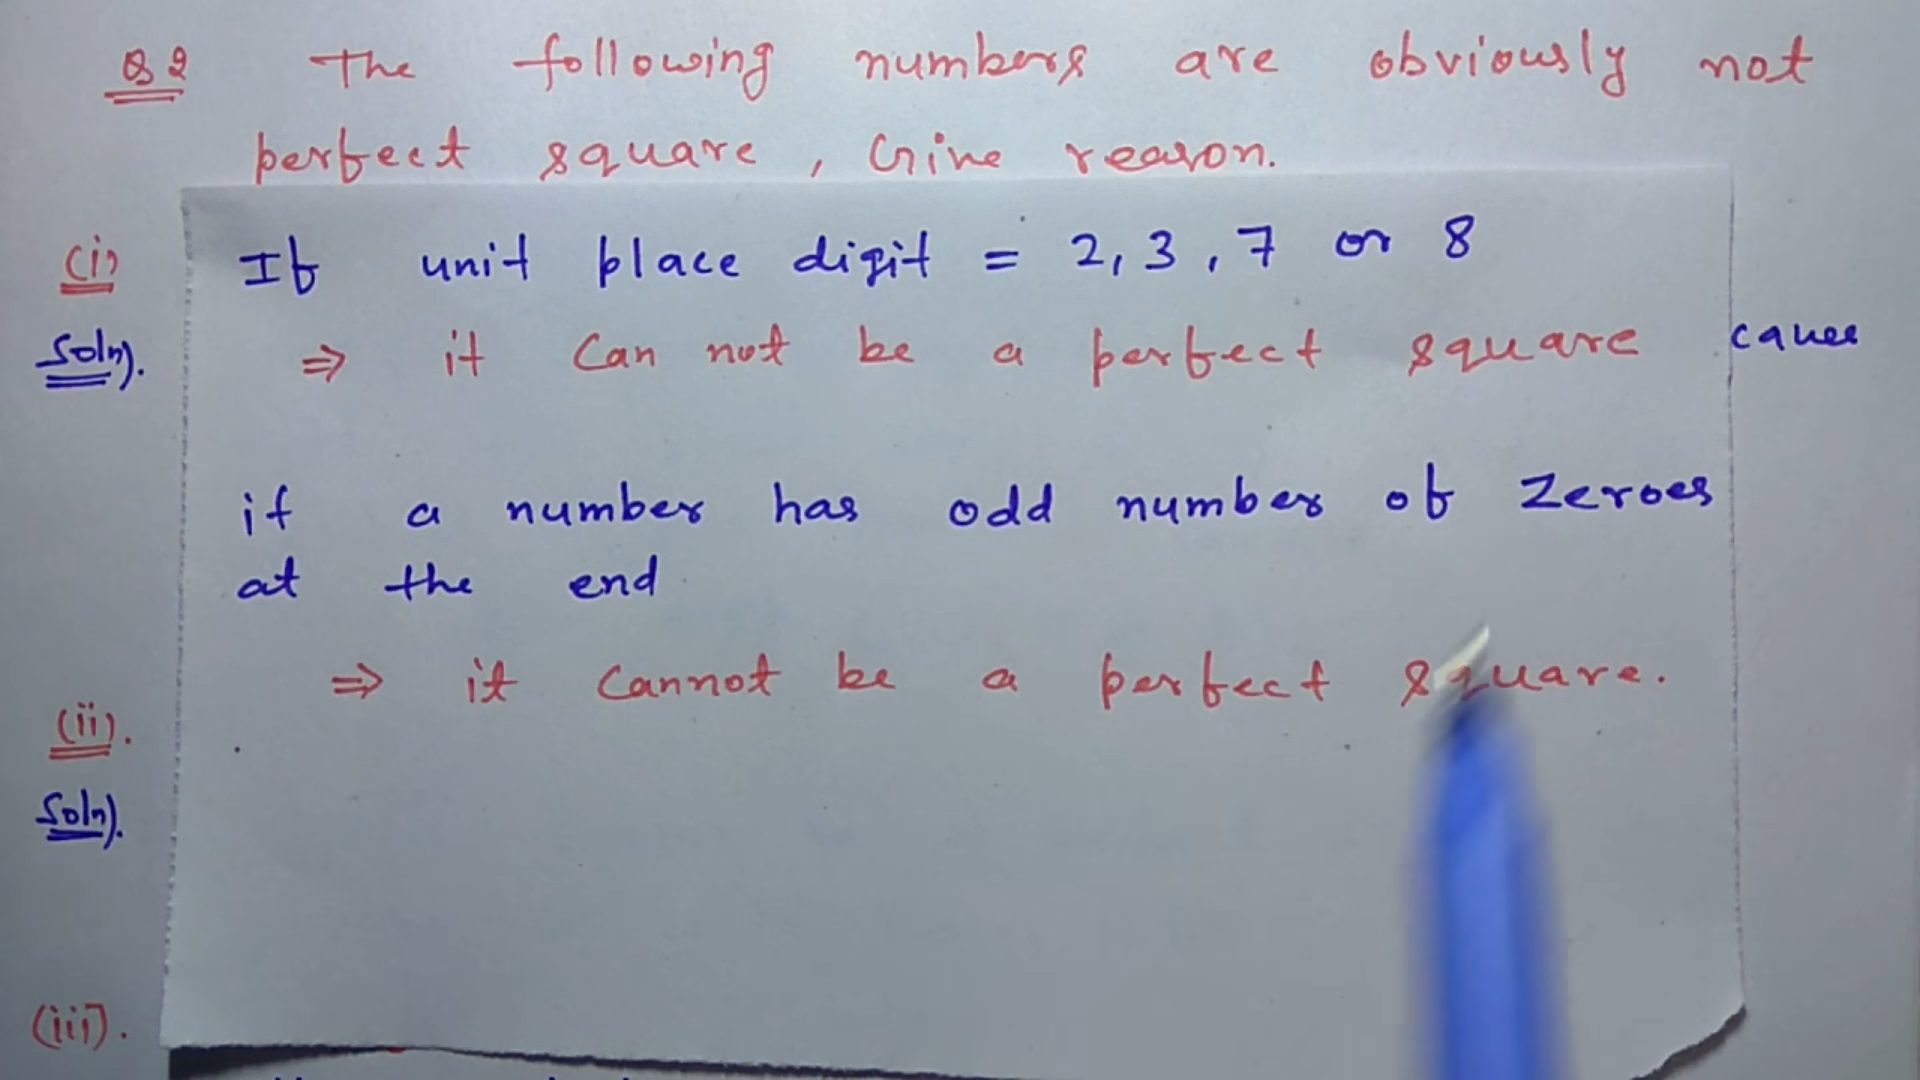 Q 2 The following numbers are obviously not
perfect square, Give reason.
(i) If unit place digit = 2, 3, 7 or 8
Soln). ⇒ it can not be a perfect square
if a number has odd number of zeroes
at the end
⇒ it cannot be a perfect square.
(ii).
Soln).
(iii).